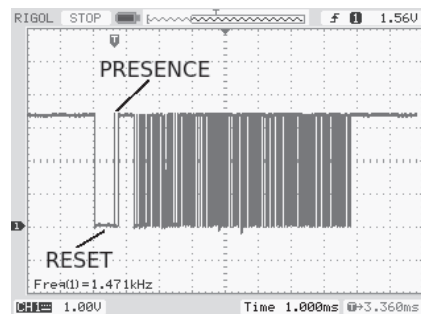 RIGOL STOP f 1 1.56V
T
T
PRESENCE
1
RESET
Freq(1)=1.471kHz
CH1 1.00V Time 1.000ms T→3.360ms